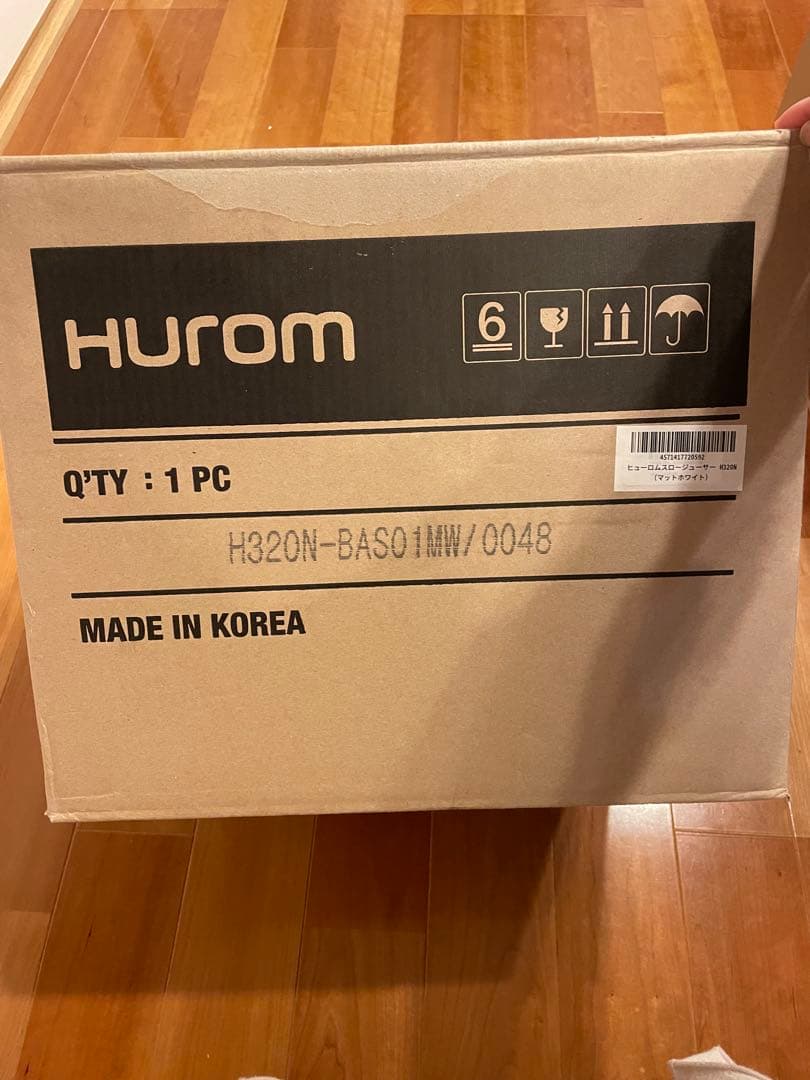 HUrom
6
Q'TY : 1 PC
4571417720592
ヒューロムスロージューサー H320N
(マットホワイト)
H320N-BAS01MW/0048
MADE IN KOREA